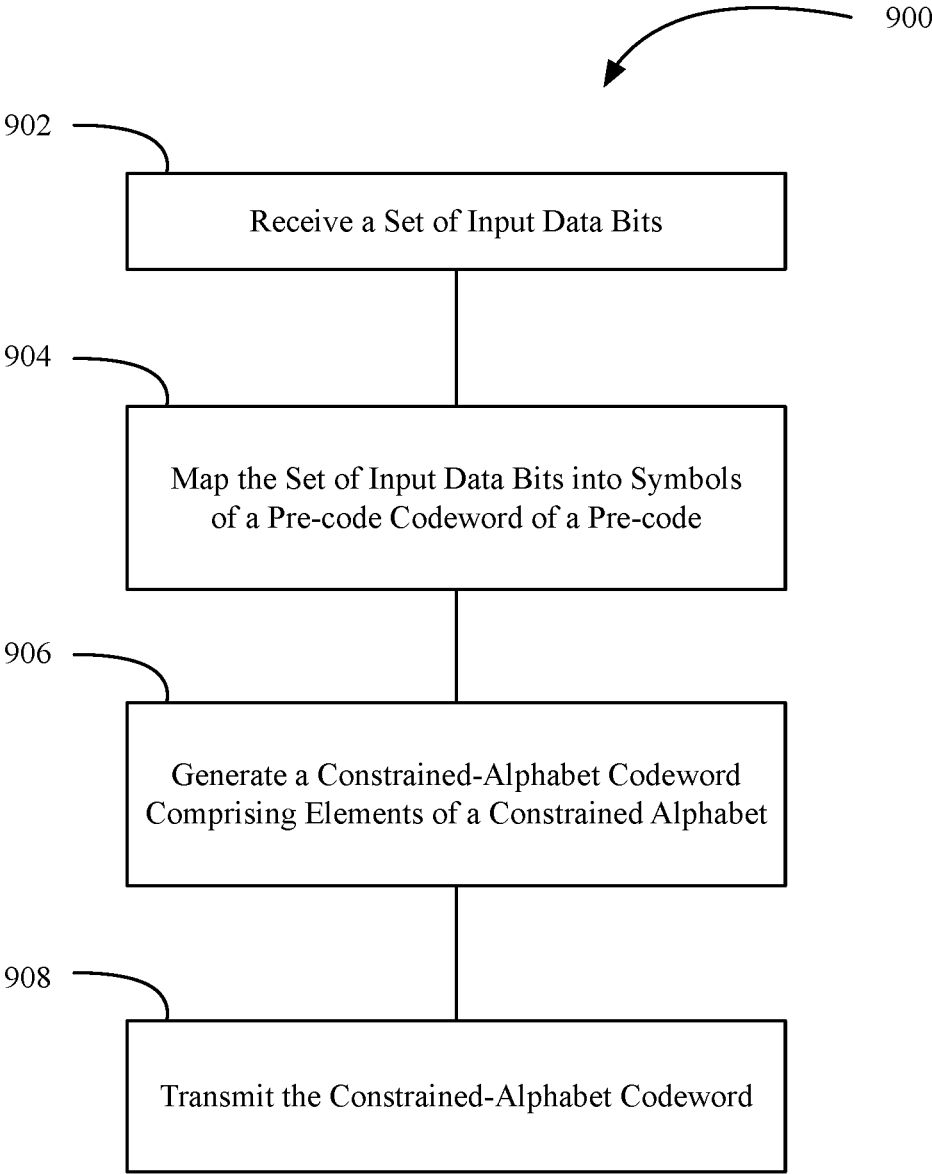 900
902
Receive a Set of Input Data Bits
904
Map the Set of Input Data Bits into Symbols
of a Pre-code Codeword of a Pre-code
906
Generate a Constrained-Alphabet Codeword
Comprising Elements of a Constrained Alphabet
908
Transmit the Constrained-Alphabet Codeword